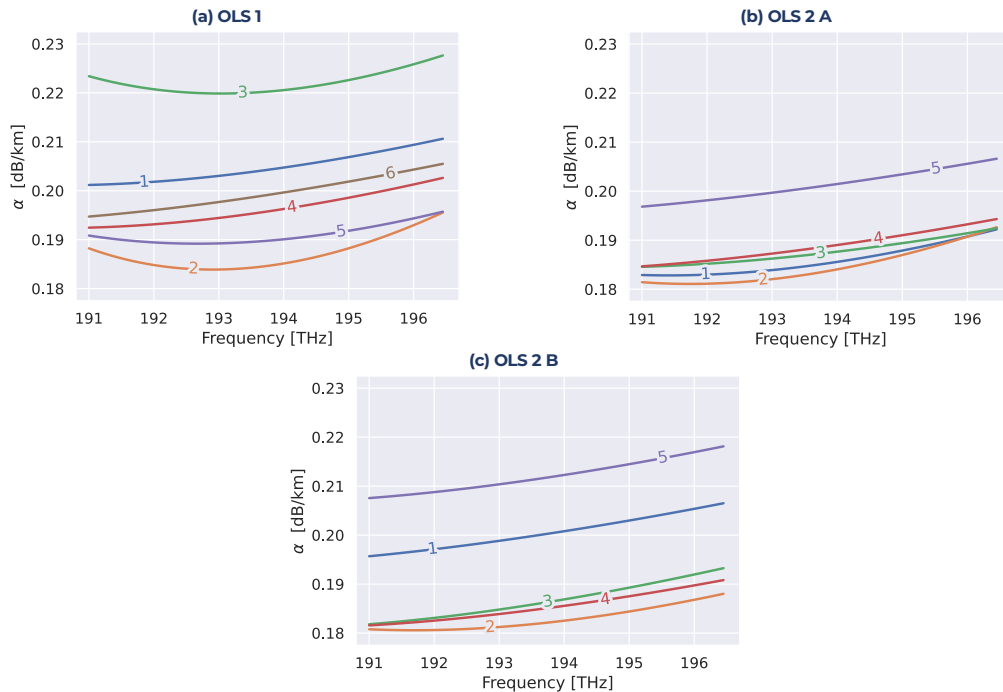 (a) OLS 1
0.23
0.22
0.21
0.20
0.19
0.18
α [dB/km]
3
1
6
4
5
2
191 192 193 194 195 196
Frequency [THz]
(b) OLS 2 A
0.23
0.22
0.21
0.20
0.19
0.18
α [dB/km]
5
4
3
1
2
191 192 193 194 195 196
Frequency [THz]
(c) OLS 2 B
0.23
0.22
0.21
0.20
0.19
0.18
α [dB/km]
5
1
3
4
2
191 192 193 194 195 196
Frequency [THz]